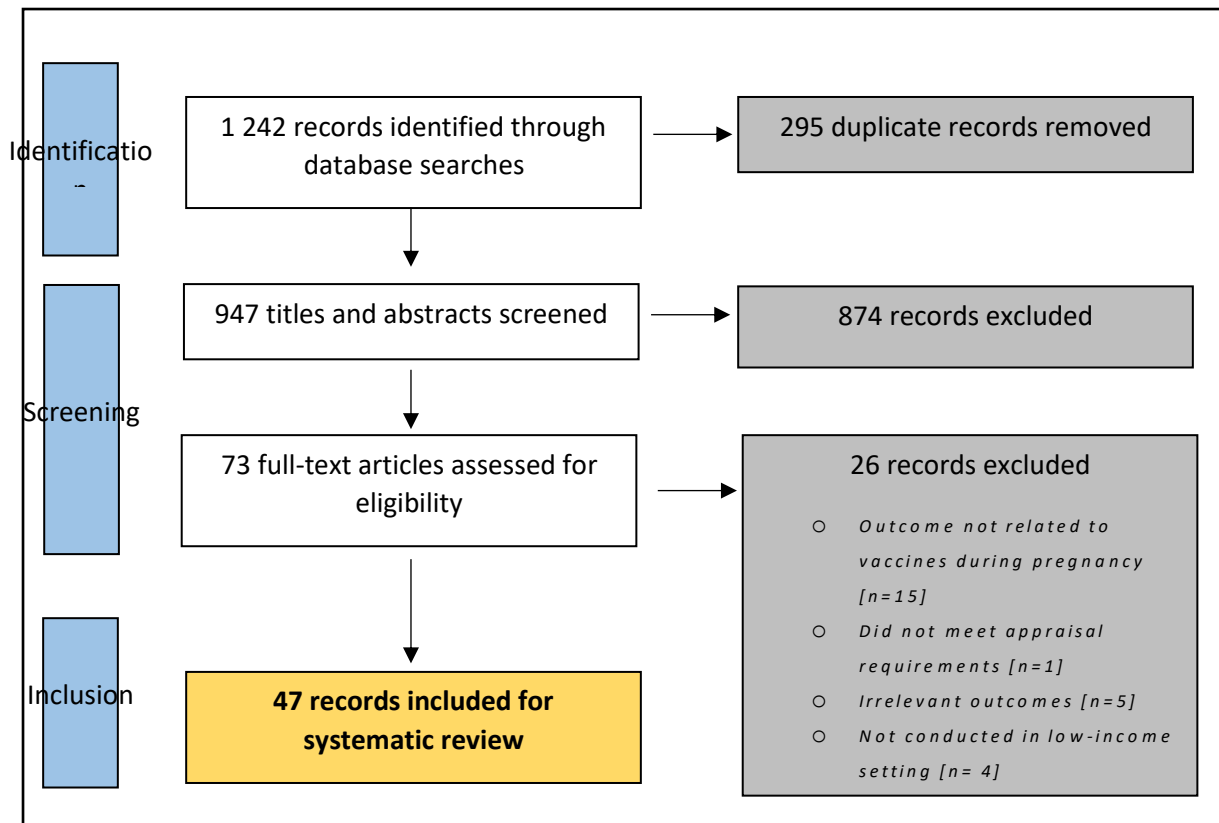 Identificatio
n
1 242 records identified through
database searches
295 duplicate records removed
Screening
947 titles and abstracts screened
874 records excluded
73 full-text articles assessed for
eligibility
26 records excluded
o Outcome not related to
vaccines during pregnancy
[n=15]
o Did not meet appraisal
requirements [n=1]
o Irrelevant outcomes [n=5]
o Not conducted in low-income
setting [n= 4]
Inclusion
47 records included for
systematic review